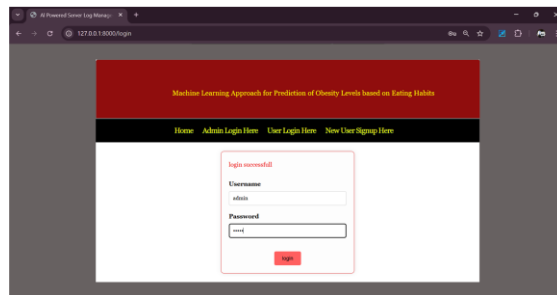 AI Powered Server Log Manag
127.0.0.1:8000/login
Machine Learning Approach for Prediction of Obesity Levels based on Eating Habits
Home Admin Login Here User Login Here New User Signup Here
login successfull
Username
admin
Password
•••••
login